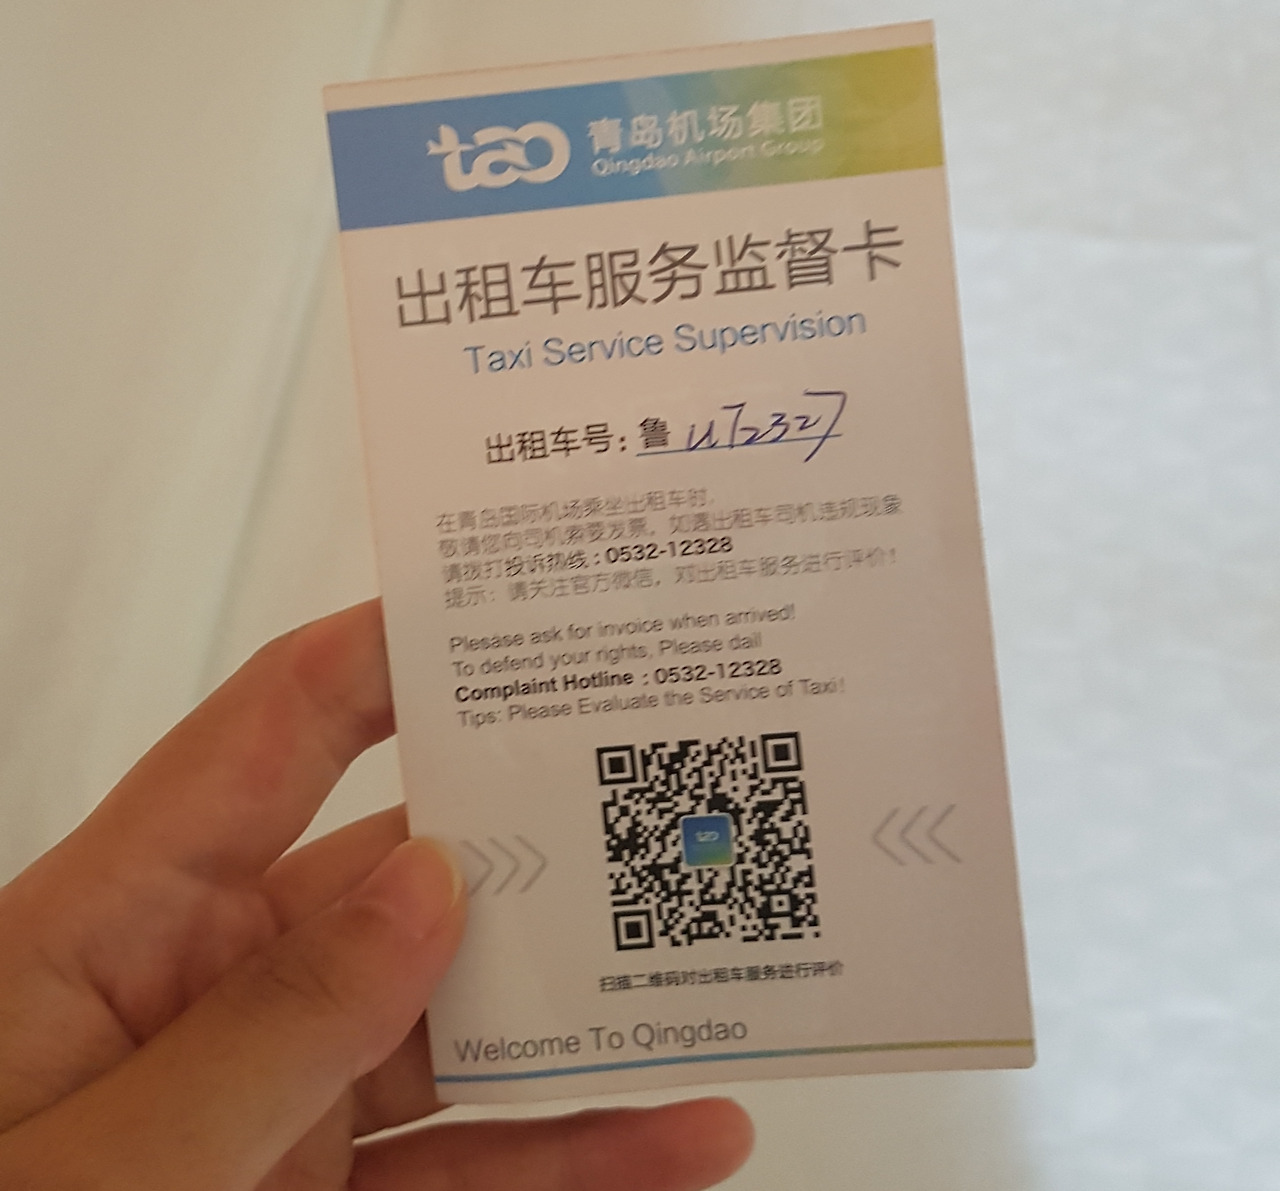 tao 青岛机场集团
Qingdao Airport Group
出租车服务监督卡
Taxi Service Supervision
出租车号：鲁 UT2327
在青岛国际机场乘坐出租车时，
敬请您向司机索要发票，如遇出租车司机违规现象
请拨打投诉热线：0532-12328
提示：请关注官方微信，对出租车服务进行评价！
Plesase ask for invoice when arrived!
To defend your rights, Please dail
Complaint Hotline : 0532-12328
Tips: Please Evaluate the Service of Taxi!
tao
扫描二维码对出租车服务进行评价
Welcome To Qingdao